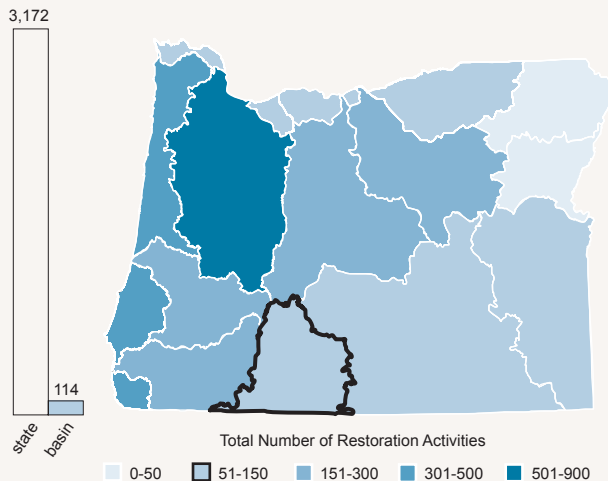 3,172
114
state
basin
Total Number of Restoration Activities
0-50
51-150
151-300
301-500
501-900